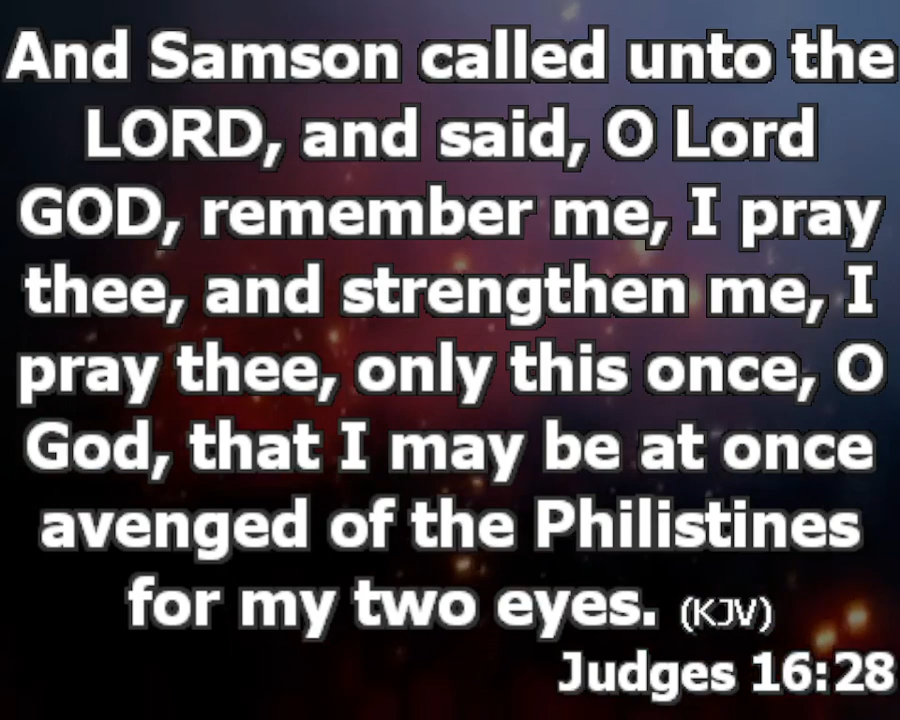 And Samson called unto the
LORD, and said, O Lord
GOD, remember me, I pray
thee, and strengthen me, I
pray thee, only this once, O
God, that I may be at once
avenged of the Philistines
for my two eyes. (KJV)
Judges 16:28